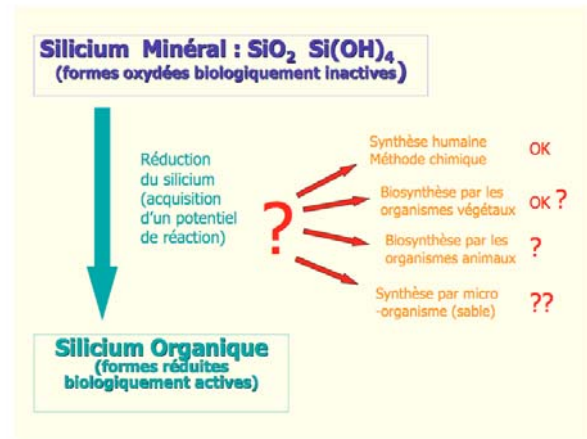 Silicium Minéral : SiO₂ Si(OH)₄
(formes oxydées biologiquement inactives)
Réduction
du silicium
(acquisition
d'un potentiel
de réaction)
?
Synthèse humaine
Méthode chimique
OK
Biosynthèse par les
organismes végétaux
OK ?
Biosynthèse par les
organismes animaux
?
Synthèse par micro
-organisme (sable)
??
Silicium Organique
(formes réduites
biologiquement actives)